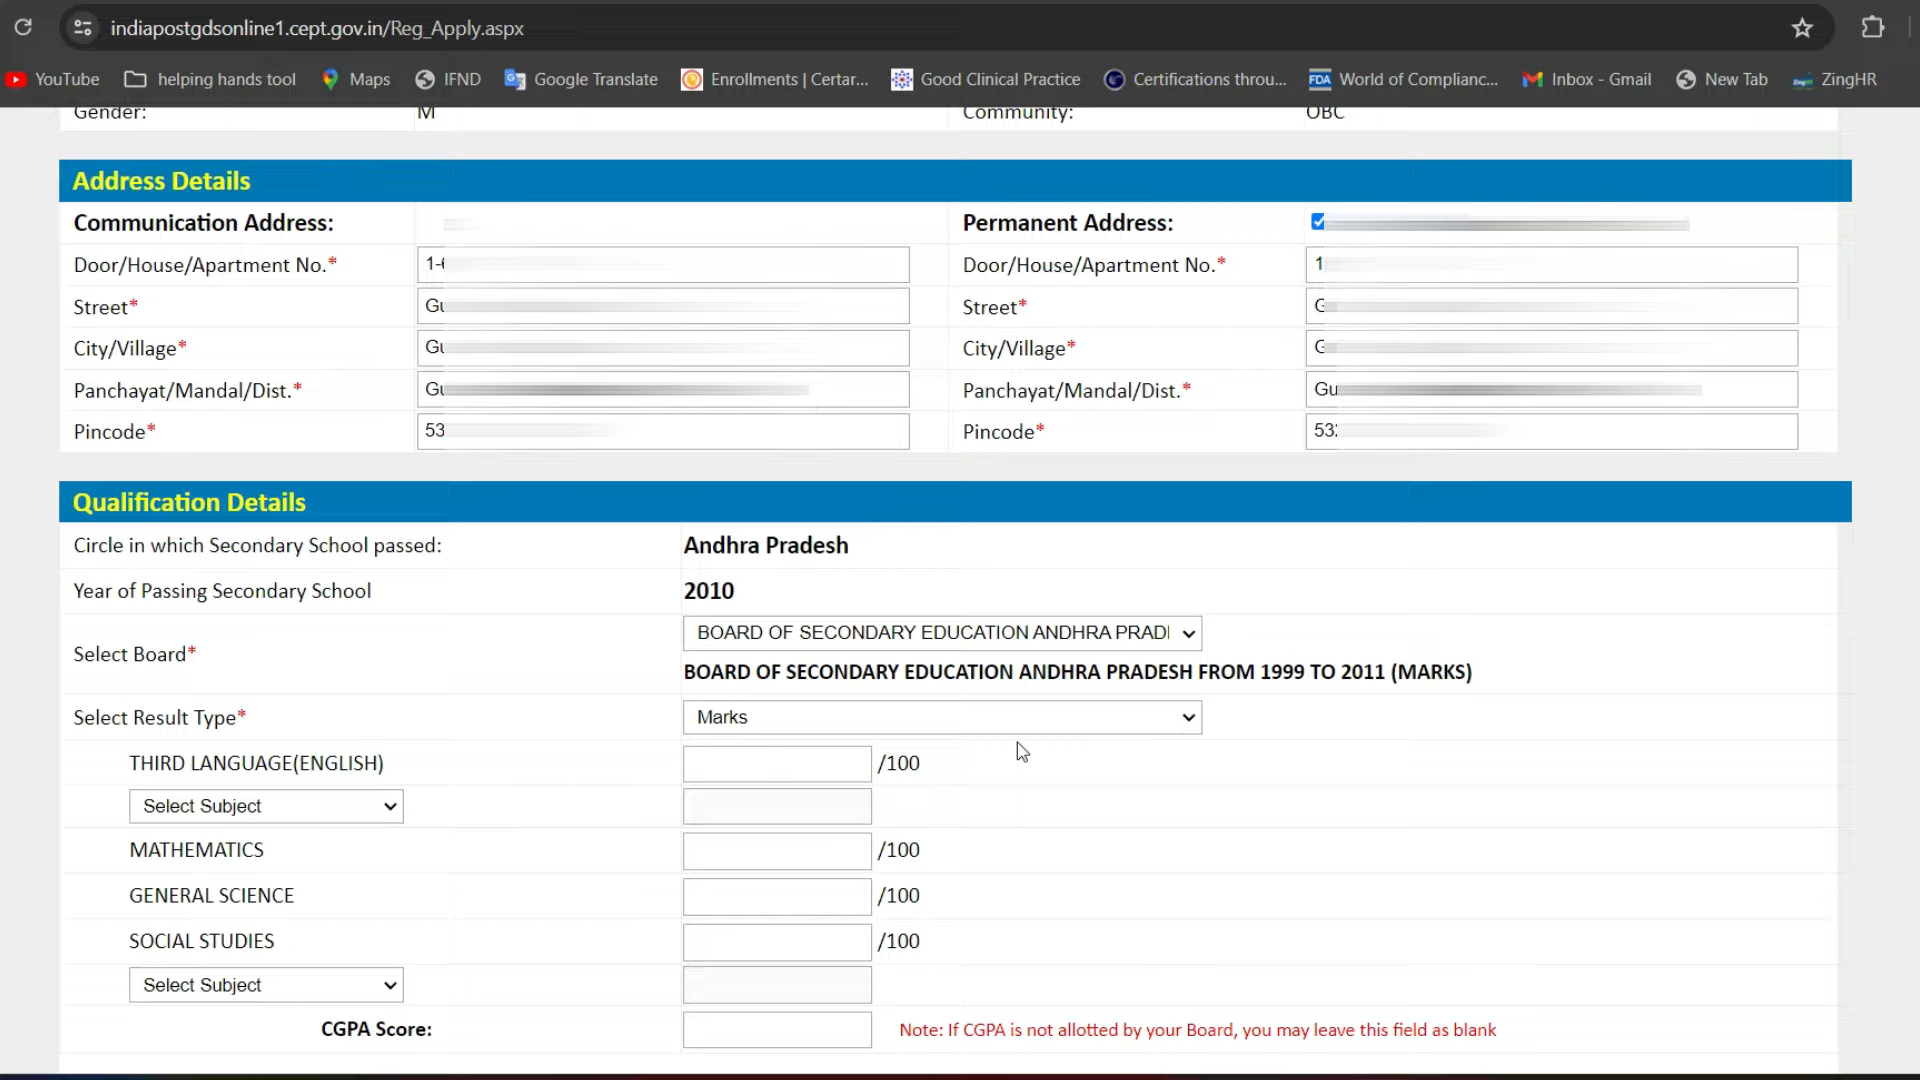 indiapostgdsonline1.cept.gov.in/Reg_Apply.aspx
YouTube helping hands tool Maps IFND Google Translate Enrollments | Certar... Good Clinical Practice Certifications throu... FDA World of Complianc... Inbox - Gmail New Tab ZingHR
Gender: M Community: OBC
Address Details
Communication Address: Permanent Address:
Door/House/Apartment No.* 1- Door/House/Apartment No.* 1
Street* Gu Street* G
City/Village* Gu City/Village* G
Panchayat/Mandal/Dist.* Gu Panchayat/Mandal/Dist.* Gu
Pincode* 53 Pincode* 53
Qualification Details
Circle in which Secondary School passed: Andhra Pradesh
Year of Passing Secondary School 2010
Select Board* BOARD OF SECONDARY EDUCATION ANDHRA PRAD
BOARD OF SECONDARY EDUCATION ANDHRA PRADESH FROM 1999 TO 2011 (MARKS)
Select Result Type* Marks
THIRD LANGUAGE(ENGLISH) /100
Select Subject
MATHEMATICS /100
GENERAL SCIENCE /100
SOCIAL STUDIES /100
Select Subject
CGPA Score: Note: If CGPA is not allotted by your Board, you may leave this field as blank